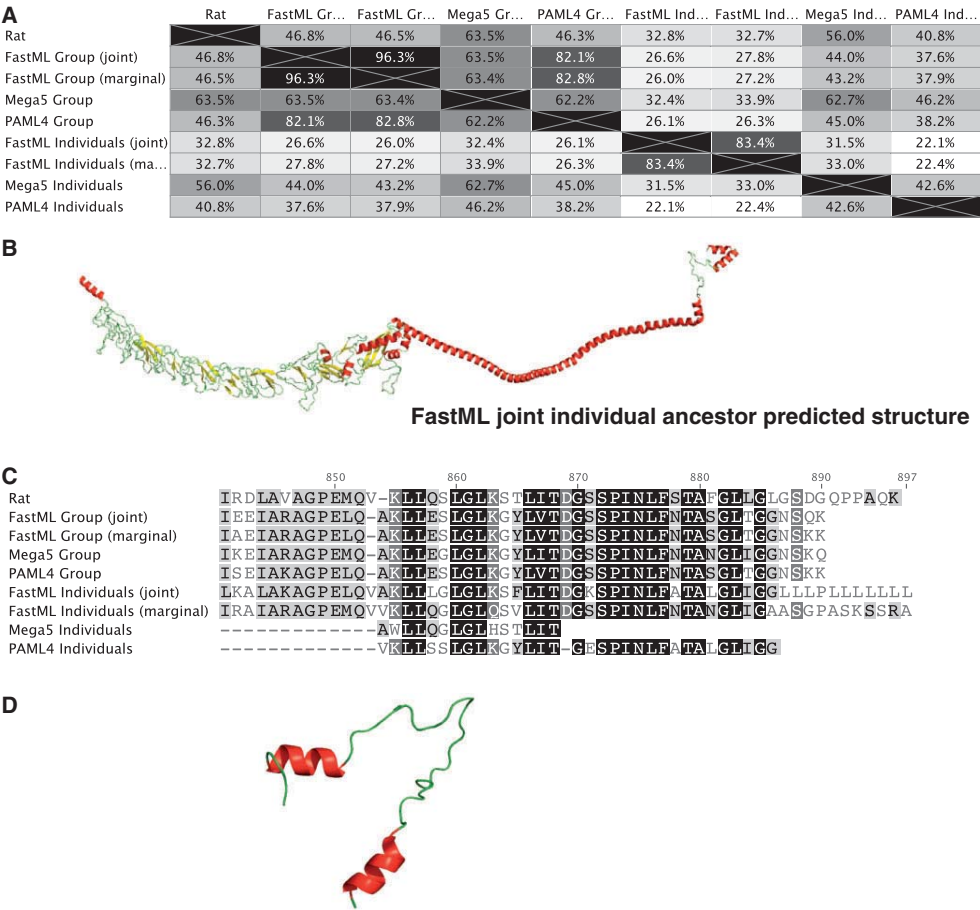 A
Rat FastML Gr... FastML Gr... Mega5 Gr... PAML4 Gr... FastML Ind... FastML Ind... Mega5 Ind... PAML4 Ind...
Rat 46.8% 46.5% 63.5% 46.3% 32.8% 32.7% 56.0% 40.8%
FastML Group (joint) 46.8% 96.3% 63.5% 82.1% 26.6% 27.8% 44.0% 37.6%
FastML Group (marginal) 46.5% 96.3% 63.4% 82.8% 26.0% 27.2% 43.2% 37.9%
Mega5 Group 63.5% 63.5% 63.4% 62.2% 32.4% 33.9% 62.7% 46.2%
PAML4 Group 46.3% 82.1% 82.8% 62.2% 26.1% 26.3% 45.0% 38.2%
FastML Individuals (joint) 32.8% 26.6% 26.0% 32.4% 26.1% 83.4% 31.5% 22.1%
FastML Individuals (ma... 32.7% 27.8% 27.2% 33.9% 26.3% 83.4% 33.0% 22.4%
Mega5 Individuals 56.0% 44.0% 43.2% 62.7% 45.0% 31.5% 33.0% 42.6%
PAML4 Individuals 40.8% 37.6% 37.9% 46.2% 38.2% 22.1% 22.4% 42.6%
B
FastML joint individual ancestor predicted structure
C
850 860 870 880 890 897
Rat IRDLAVAGPEMQV-KLLQSLGLKSTLITDGSSPINLFSTAFGLLGLGSDGQPPAQK
FastML Group (joint) IEEIARAGPELQ-AKLLESLGLKGYLVTDGSSPINLFNTASGLTGGNSQK
FastML Group (marginal) IAEIARAGPELQ-AKLLESLGLKGYLVTDGSSPINLFNTASGLTGGNSKK
Mega5 Group IKEIARAGPELQ-AKLLEGLGLKGYLITDGSSPINLFNTASGLIGGNSKQ
PAML4 Group ISEIAKAGPELQ-AKLLESLGLKGYLVTDGSSPINLFNTASGLTGGNSKK
FastML Individuals (joint) LKALAKAGPEMQ-AKLLLGLGLKSFLITDGKSPINLFATALGLIGGLLLPLLLLLLL
FastML Individuals (marginal) IRAIARAGPEMQVVKLLQGLGLQSVLITDGSSPINLFNTANGLIGAASGPASKSSRA
Mega5 Individuals -------------AWLLQGLGLHSTLIT
PAML4 Individuals -------------VKLLSSLGLKGYLIT-GESPINLFATALGLIGG
D